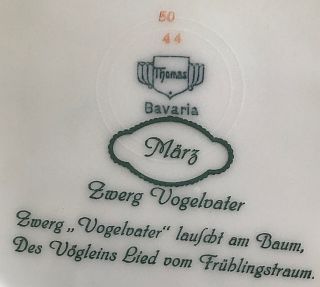 50
44
Thomas
Bavaria
März
Zwerg Vogelvater
Zwerg „Vogelvater“ lauscht am Baum,
Des Vögleins Lied vom Frühlingstraum.